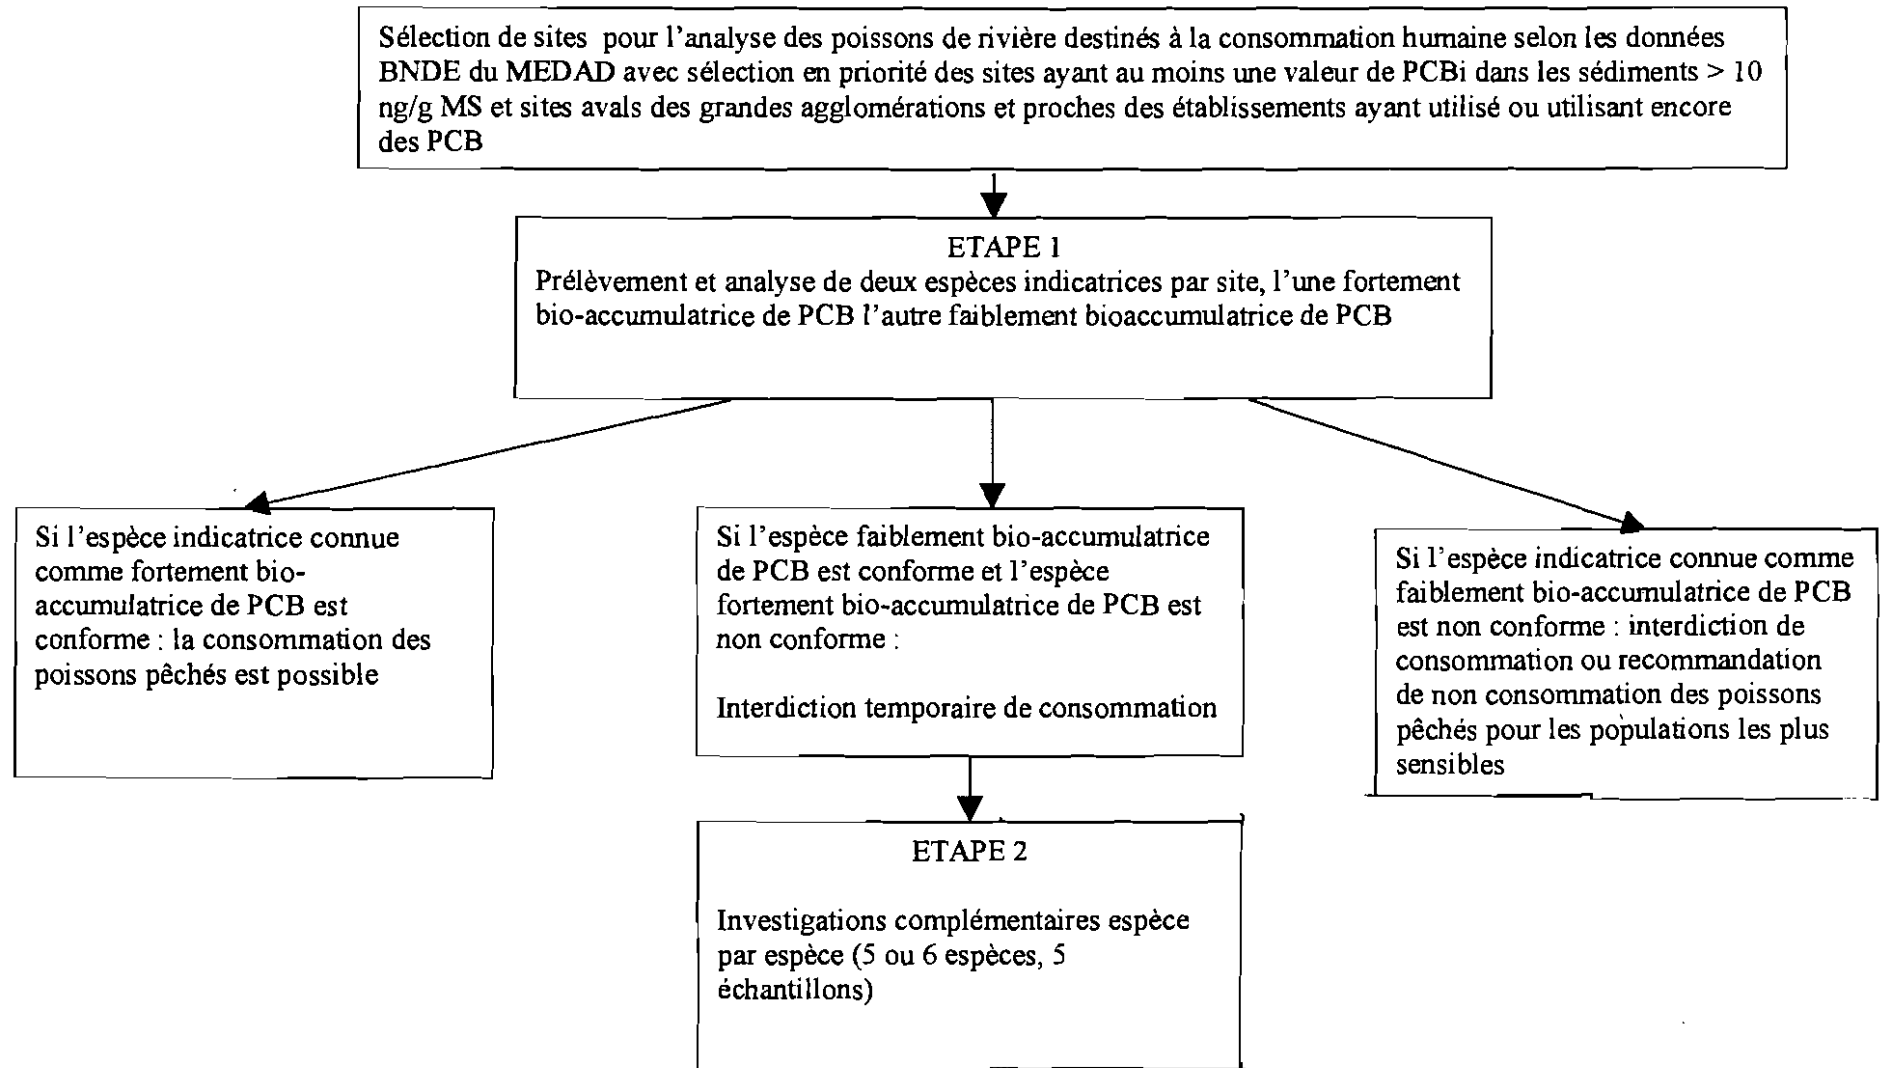 Sélection de sites pour l'analyse des poissons de rivière destinés à la consommation humaine selon les données
BNDE du MEDAD avec sélection en priorité des sites ayant au moins une valeur de PCBi dans les sédiments > 10
ng/g MS et sites avals des grandes agglomérations et proches des établissements ayant utilisé ou utilisant encore
des PCB
ETAPE 1
Prélèvement et analyse de deux espèces indicatrices par site, l'une fortement
bio-accumulatrice de PCB l'autre faiblement bioaccumulatrice de PCB
Si l'espèce indicatrice connue
comme fortement bio-
accumulatrice de PCB est
conforme : la consommation des
poissons pêchés est possible
Si l'espèce faiblement bio-accumulatrice
de PCB est conforme et l'espèce
fortement bio-accumulatrice de PCB est
non conforme :
Interdiction temporaire de consommation
Si l'espèce indicatrice connue comme
faiblement bio-accumulatrice de PCB
est non conforme : interdiction de
consommation ou recommandation
de non consommation des poissons
pêchés pour les populations les plus
sensibles
ETAPE 2
Investigations complémentaires espèce
par espèce (5 ou 6 espèces, 5
échantillons)